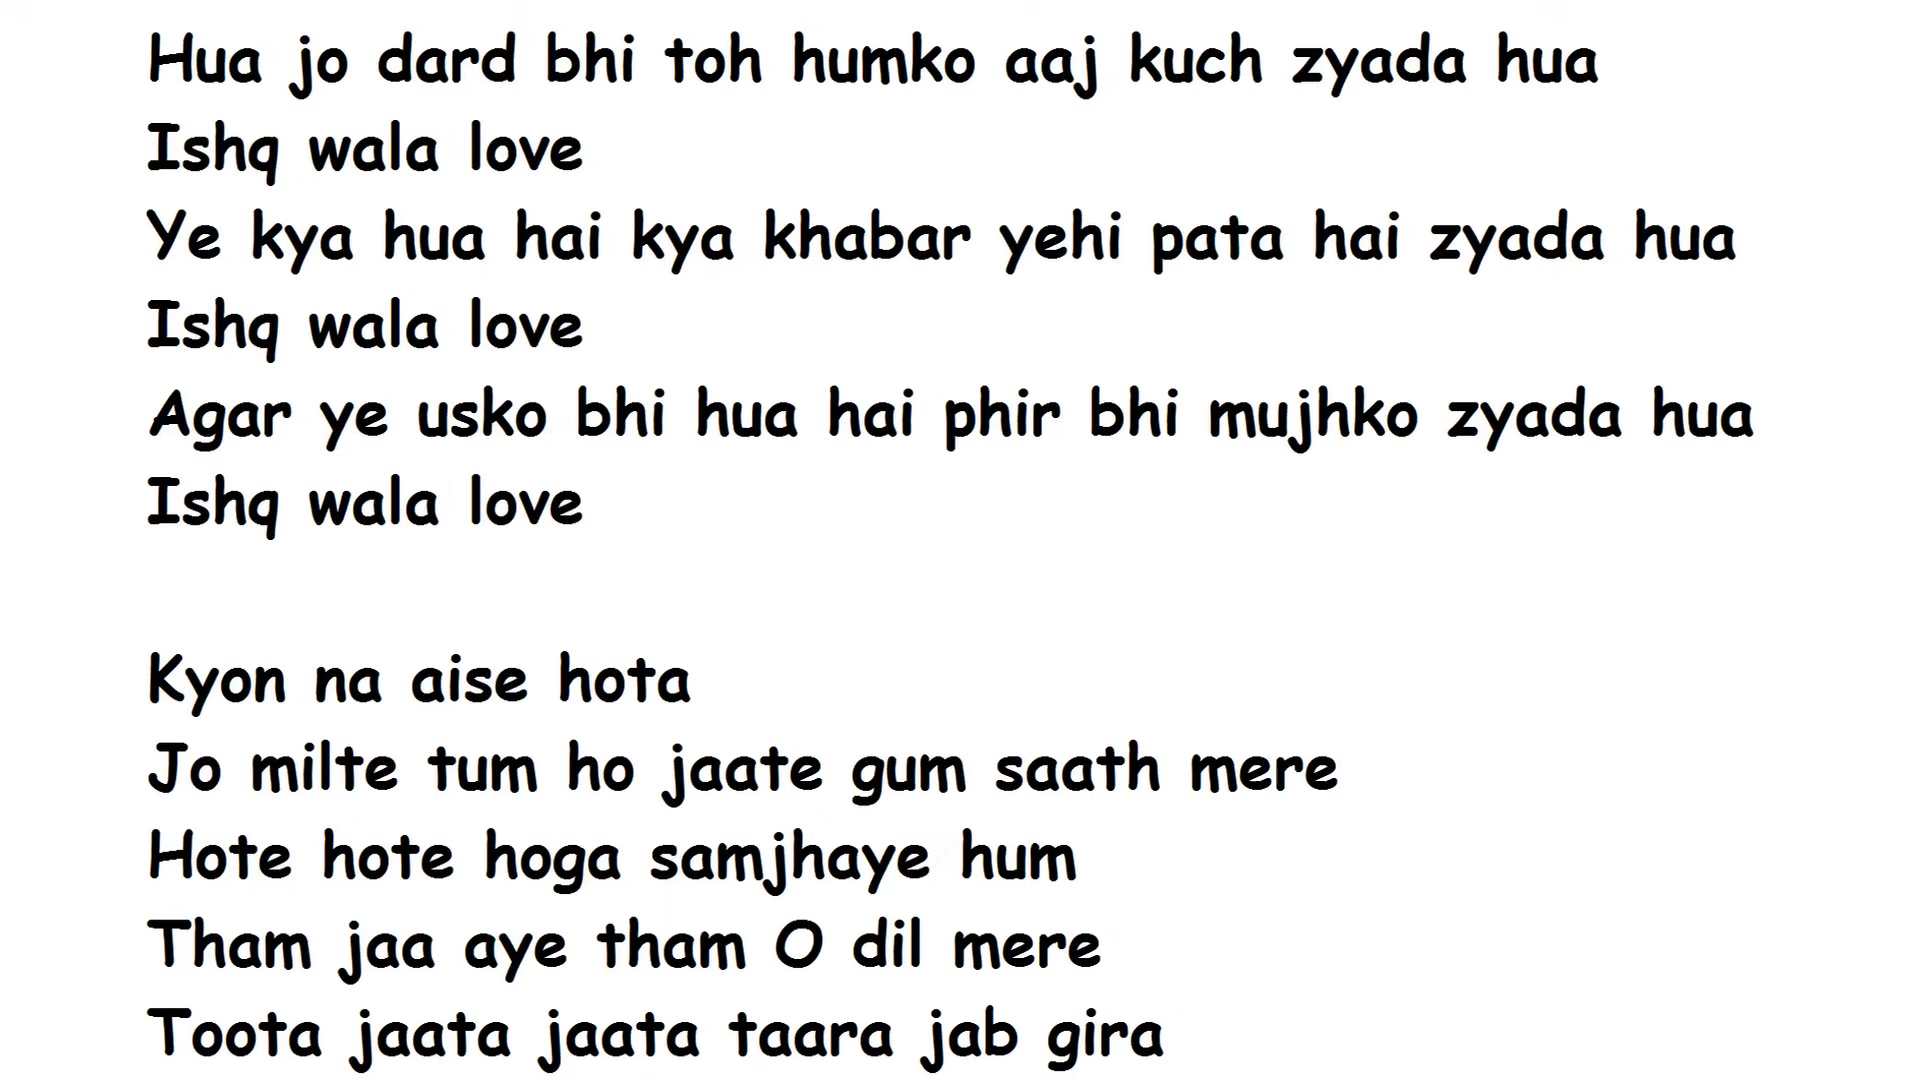 Hua jo dard bhi toh humko aaj kuch zyada hua
Ishq wala love
Ye kya hua hai kya khabar yehi pata hai zyada hua
Ishq wala love
Agar ye usko bhi hua hai phir bhi mujhko zyada hua
Ishq wala love
Kyon na aise hota
Jo milte tum ho jaate gum saath mere
Hote hote hoga samjhaye hum
Tham jaa aye tham O dil mere
Toota jaata jaata taara jab gira